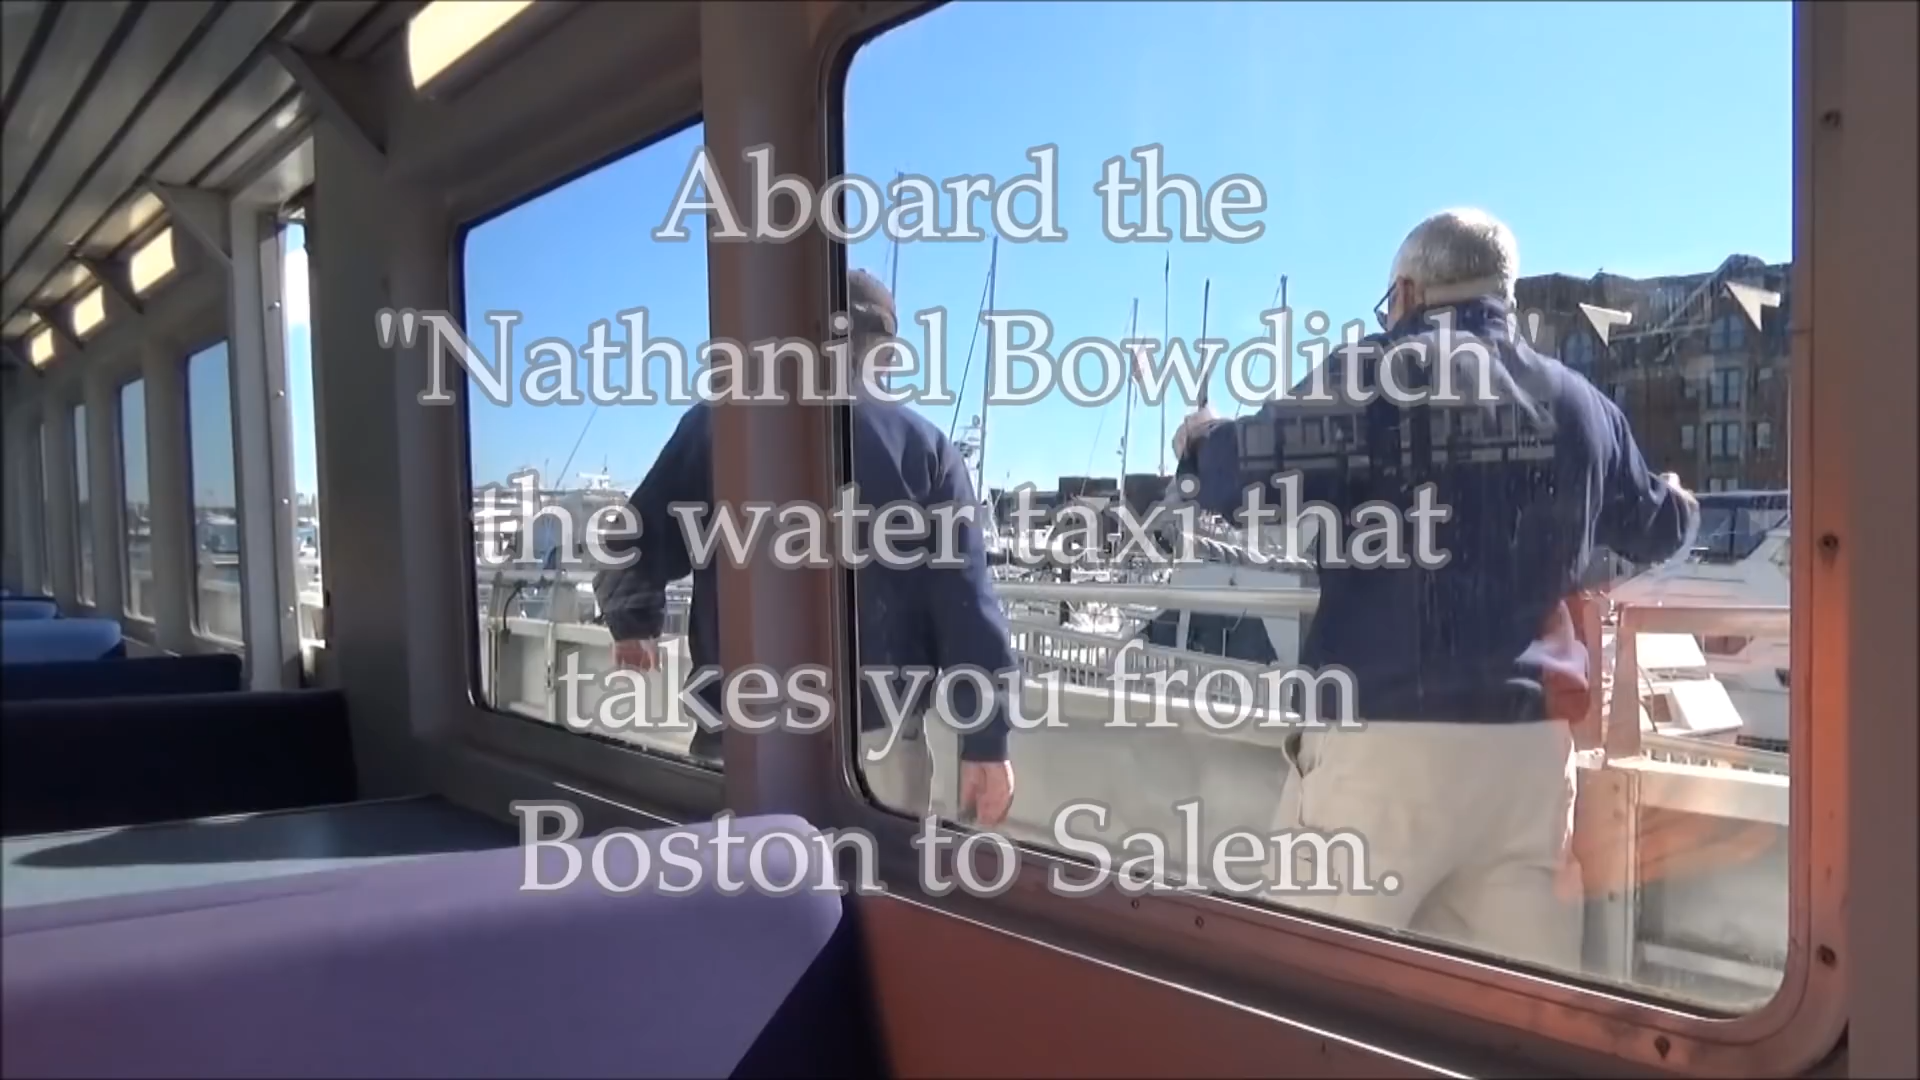 Aboard the
"Nathaniel Bowditch"
the water taxi that
takes you from
Boston to Salem.